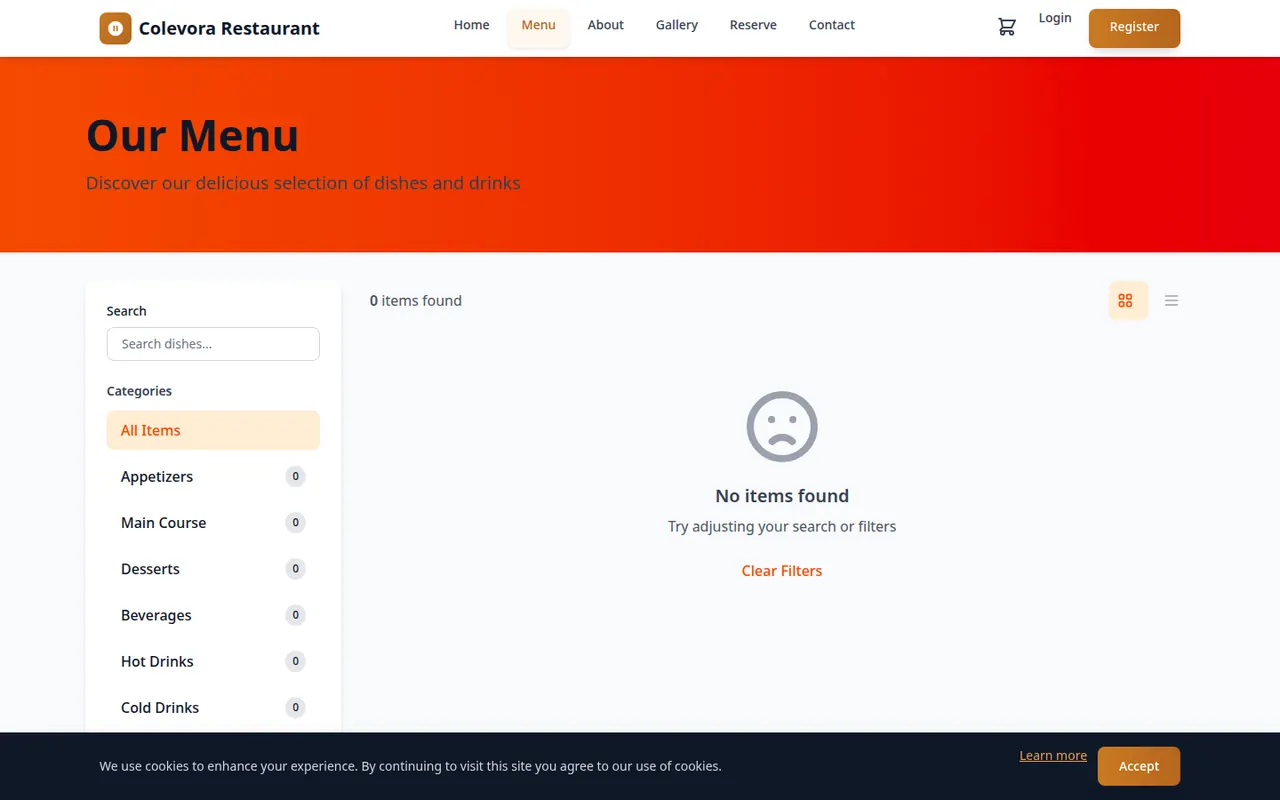 Colevora Restaurant
Home
Menu
About
Gallery
Reserve
Contact
Login
Register
Our Menu
Discover our delicious selection of dishes and drinks
Search
Search dishes...
Categories
All Items
Appetizers 0
Main Course 0
Desserts 0
Beverages 0
Hot Drinks 0
Cold Drinks 0
0 items found
No items found
Try adjusting your search or filters
Clear Filters
We use cookies to enhance your experience. By continuing to visit this site you agree to our use of cookies.
Learn more
Accept